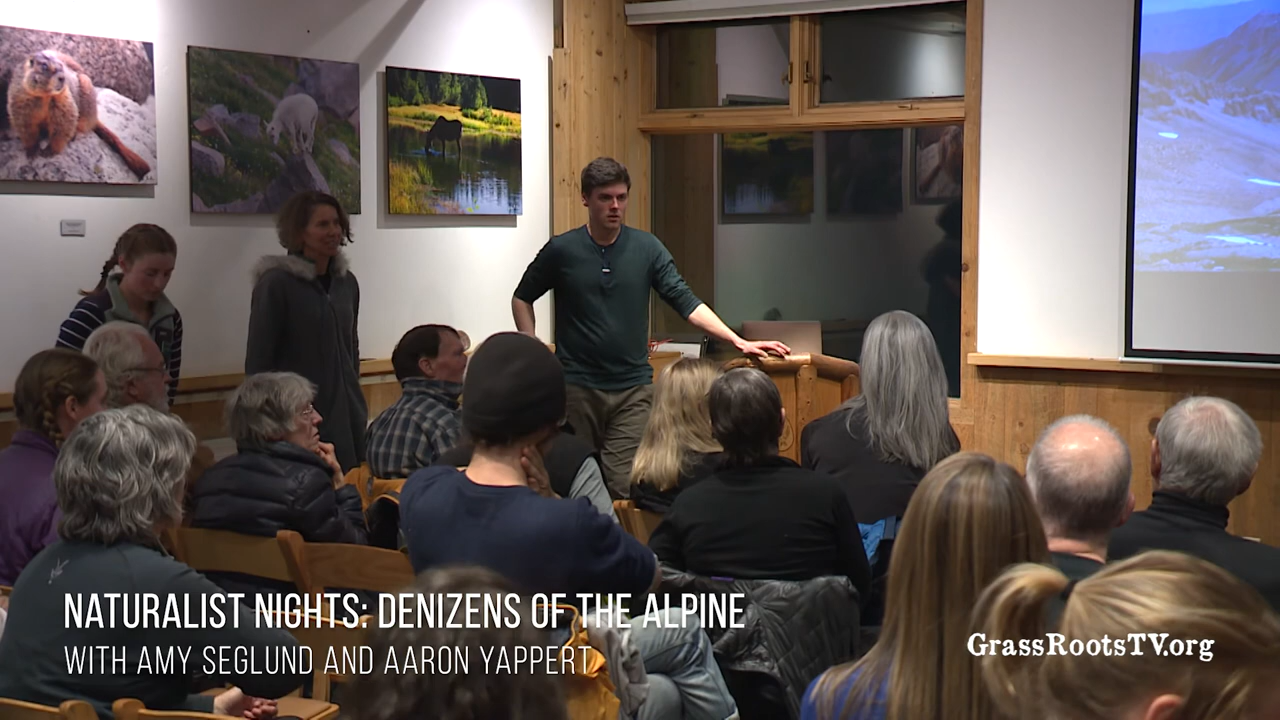 NATURALIST NIGHTS: DENIZENS OF THE ALPINE
WITH AMY SEGLUND AND AARON YAPPERT
GrassRootsTV.org